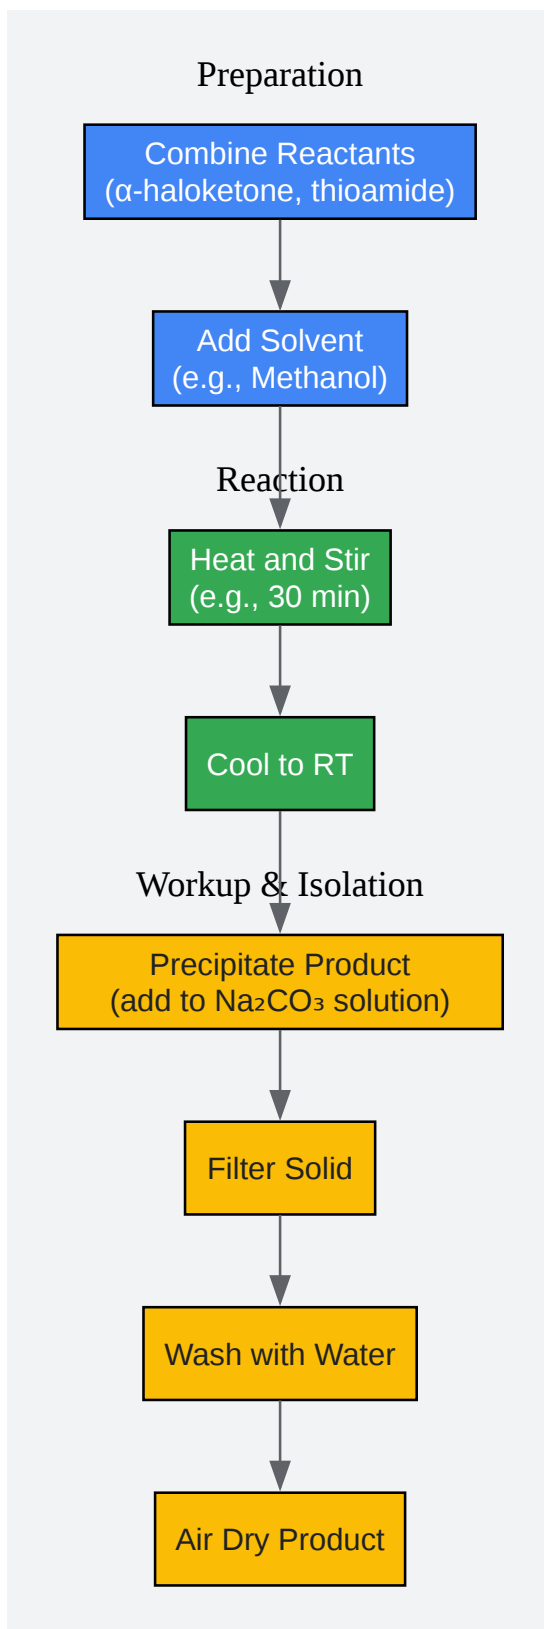 Preparation
Combine Reactants
(α-haloketone, thioamide)
Add Solvent
(e.g., Methanol)
Reaction
Heat and Stir
(e.g., 30 min)
Cool to RT
Workup & Isolation
Precipitate Product
(add to Na₂CO₃ solution)
Filter Solid
Wash with Water
Air Dry Product